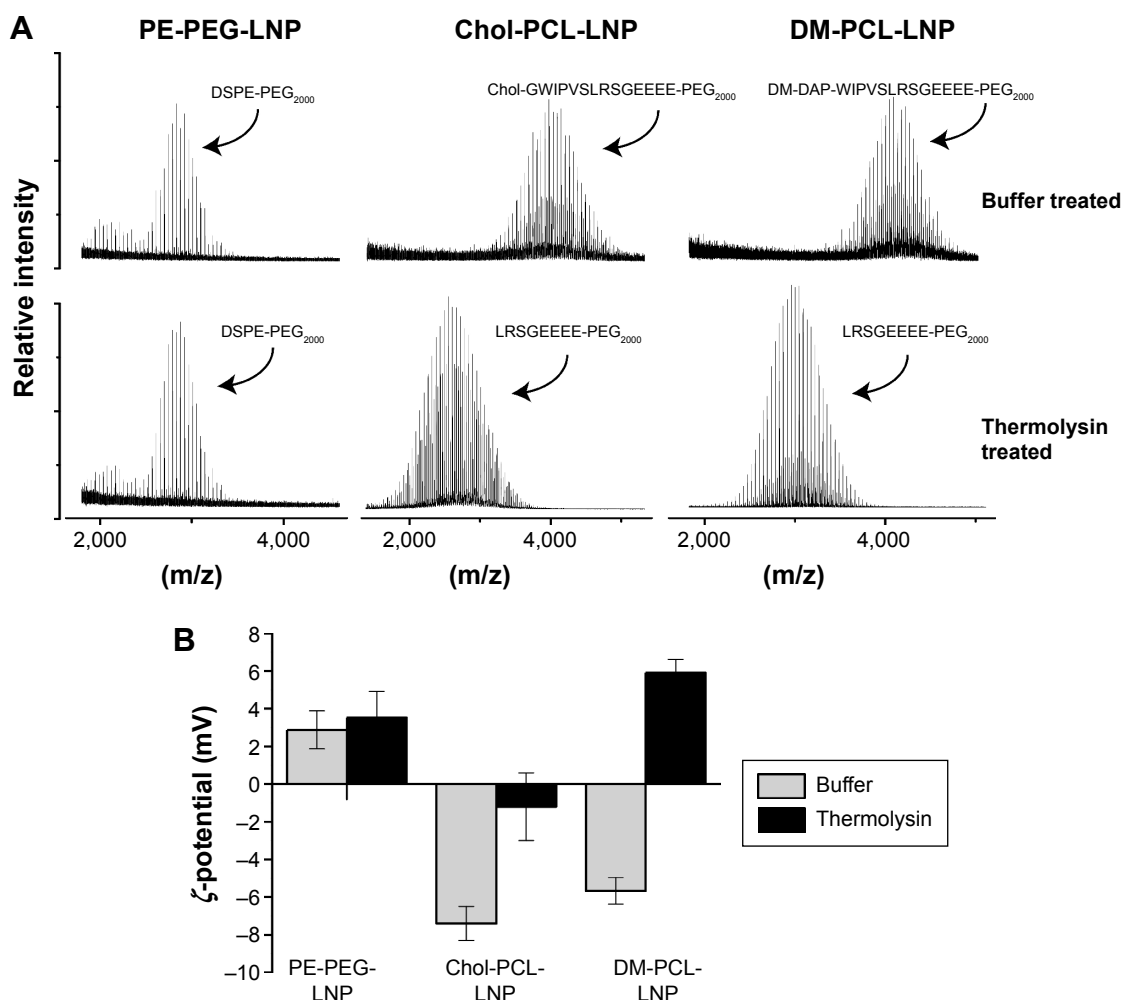 A
PE-PEG-LNP
Chol-PCL-LNP
DM-PCL-LNP
DSPE-PEG2000
Chol-GWIPVSLRSGEEEE-PEG2000
DM-DAP-WIPVSLRSGEEEE-PEG2000
Buffer treated
Relative intensity
DSPE-PEG2000
LRSGEEEE-PEG2000
LRSGEEEE-PEG2000
Thermolysin
treated
2,000
4,000
2,000
4,000
2,000
4,000
(m/z)
(m/z)
(m/z)
B
8
6
4
2
0
–2
–4
–6
–8
–10
ζ-potential (mV)
Buffer
Thermolysin
PE-PEG-
LNP
Chol-PCL-
LNP
DM-PCL-
LNP